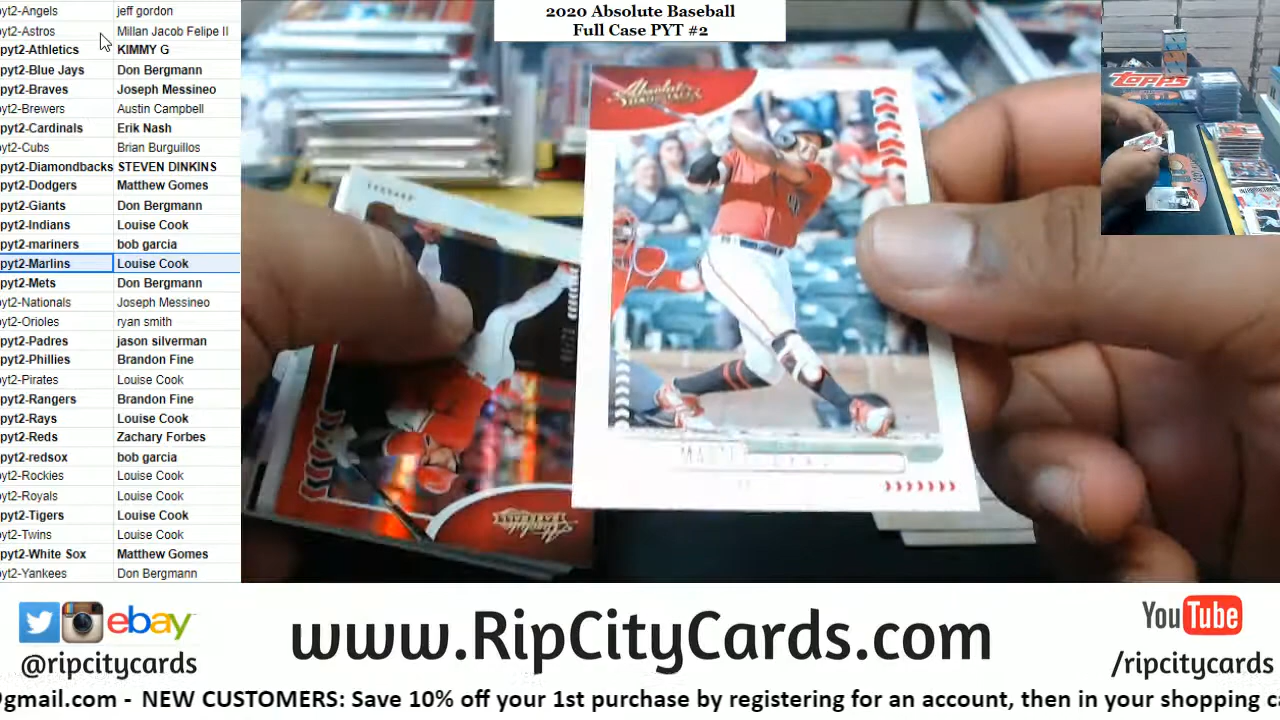 pyt2-Angels jeff gordon
pyt2-Astros Millan Jacob Felipe II
pyt2-Athletics KIMMY G
pyt2-Blue Jays Don Bergmann
pyt2-Braves Joseph Messineo
pyt2-Brewers Austin Campbell
pyt2-Cardinals Erik Nash
pyt2-Cubs Brian Burguillos
pyt2-Diamondbacks STEVEN DINKINS
pyt2-Dodgers Matthew Gomes
pyt2-Giants Don Bergmann
pyt2-Indians Louise Cook
pyt2-mariners bob garcia
pyt2-Marlins Louise Cook
pyt2-Mets Don Bergmann
pyt2-Nationals Joseph Messineo
pyt2-Orioles ryan smith
pyt2-Padres jason silverman
pyt2-Phillies Brandon Fine
pyt2-Pirates Louise Cook
pyt2-Rangers Brandon Fine
pyt2-Rays Louise Cook
pyt2-Reds Zachary Forbes
pyt2-redsox bob garcia
pyt2-Rockies Louise Cook
pyt2-Royals Louise Cook
pyt2-Tigers Louise Cook
pyt2-Twins Louise Cook
pyt2-White Sox Matthew Gomes
pyt2-Yankees Don Bergmann
2020 Absolute Baseball
Full Case PYT #2
Absolute
TOPPS
Absolute
ebay
@ripcitycards
www.RipCityCards.com
YouTube
/ripcitycards
@gmail.com - NEW CUSTOMERS: Save 10% off your 1st purchase by registering for an account, then in your shopping ca